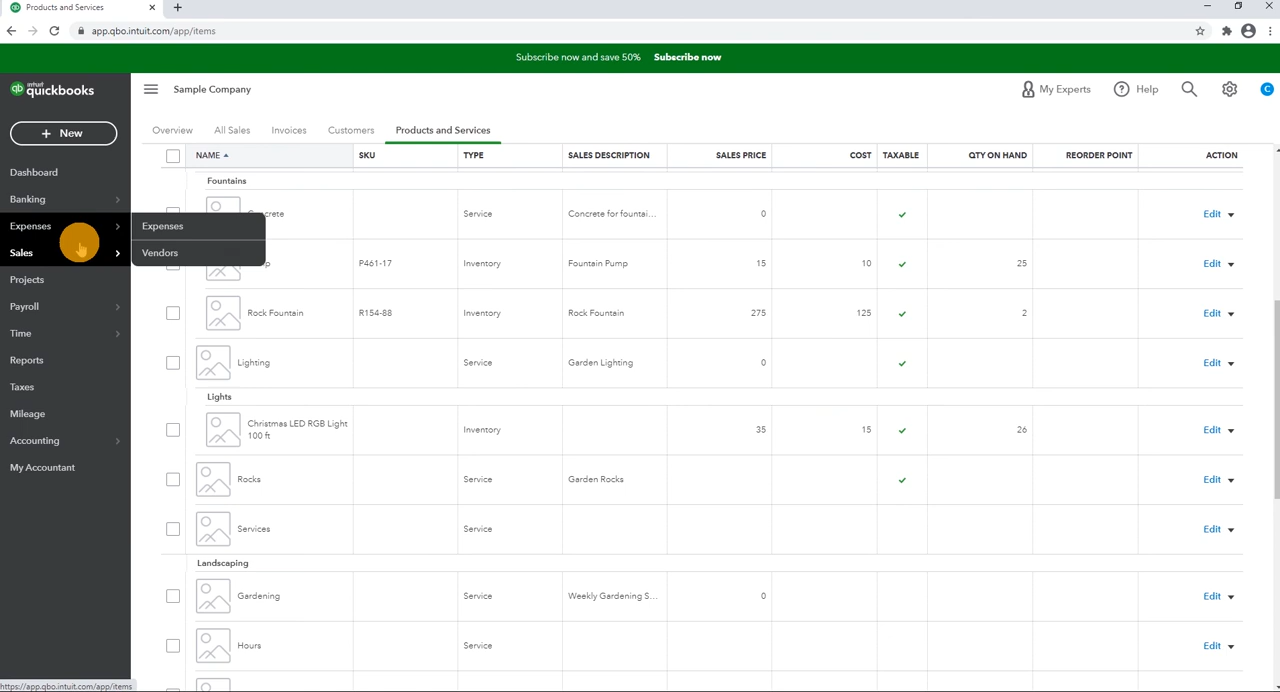 Products and Services
app.qbo.intuit.com/app/items
Subscribe now and save 50% Subscribe now
intuit quickbooks
Sample Company
My Experts
Help
C
+ New
Overview
All Sales
Invoices
Customers
Products and Services
Dashboard
Banking
Expenses
Sales
Projects
Payroll
Time
Reports
Taxes
Mileage
Accounting
My Accountant
Expenses
Vendors
NAME SKU TYPE SALES DESCRIPTION SALES PRICE COST TAXABLE QTY ON HAND REORDER POINT ACTION
Fountains
Service Concrete for fountai... 0 Edit
P461-17 Inventory Fountain Pump 15 10 25 Edit
Rock Fountain R154-88 Inventory Rock Fountain 275 125 2 Edit
Lighting Service Garden Lighting 0 Edit
Lights
Christmas LED RGB Light
100 ft
Inventory 35 15 26 Edit
Rocks Service Garden Rocks Edit
Services Service Edit
Landscaping
Gardening Service Weekly Gardening S... 0 Edit
Hours Service Edit
https://app.qbo.intuit.com/app/items